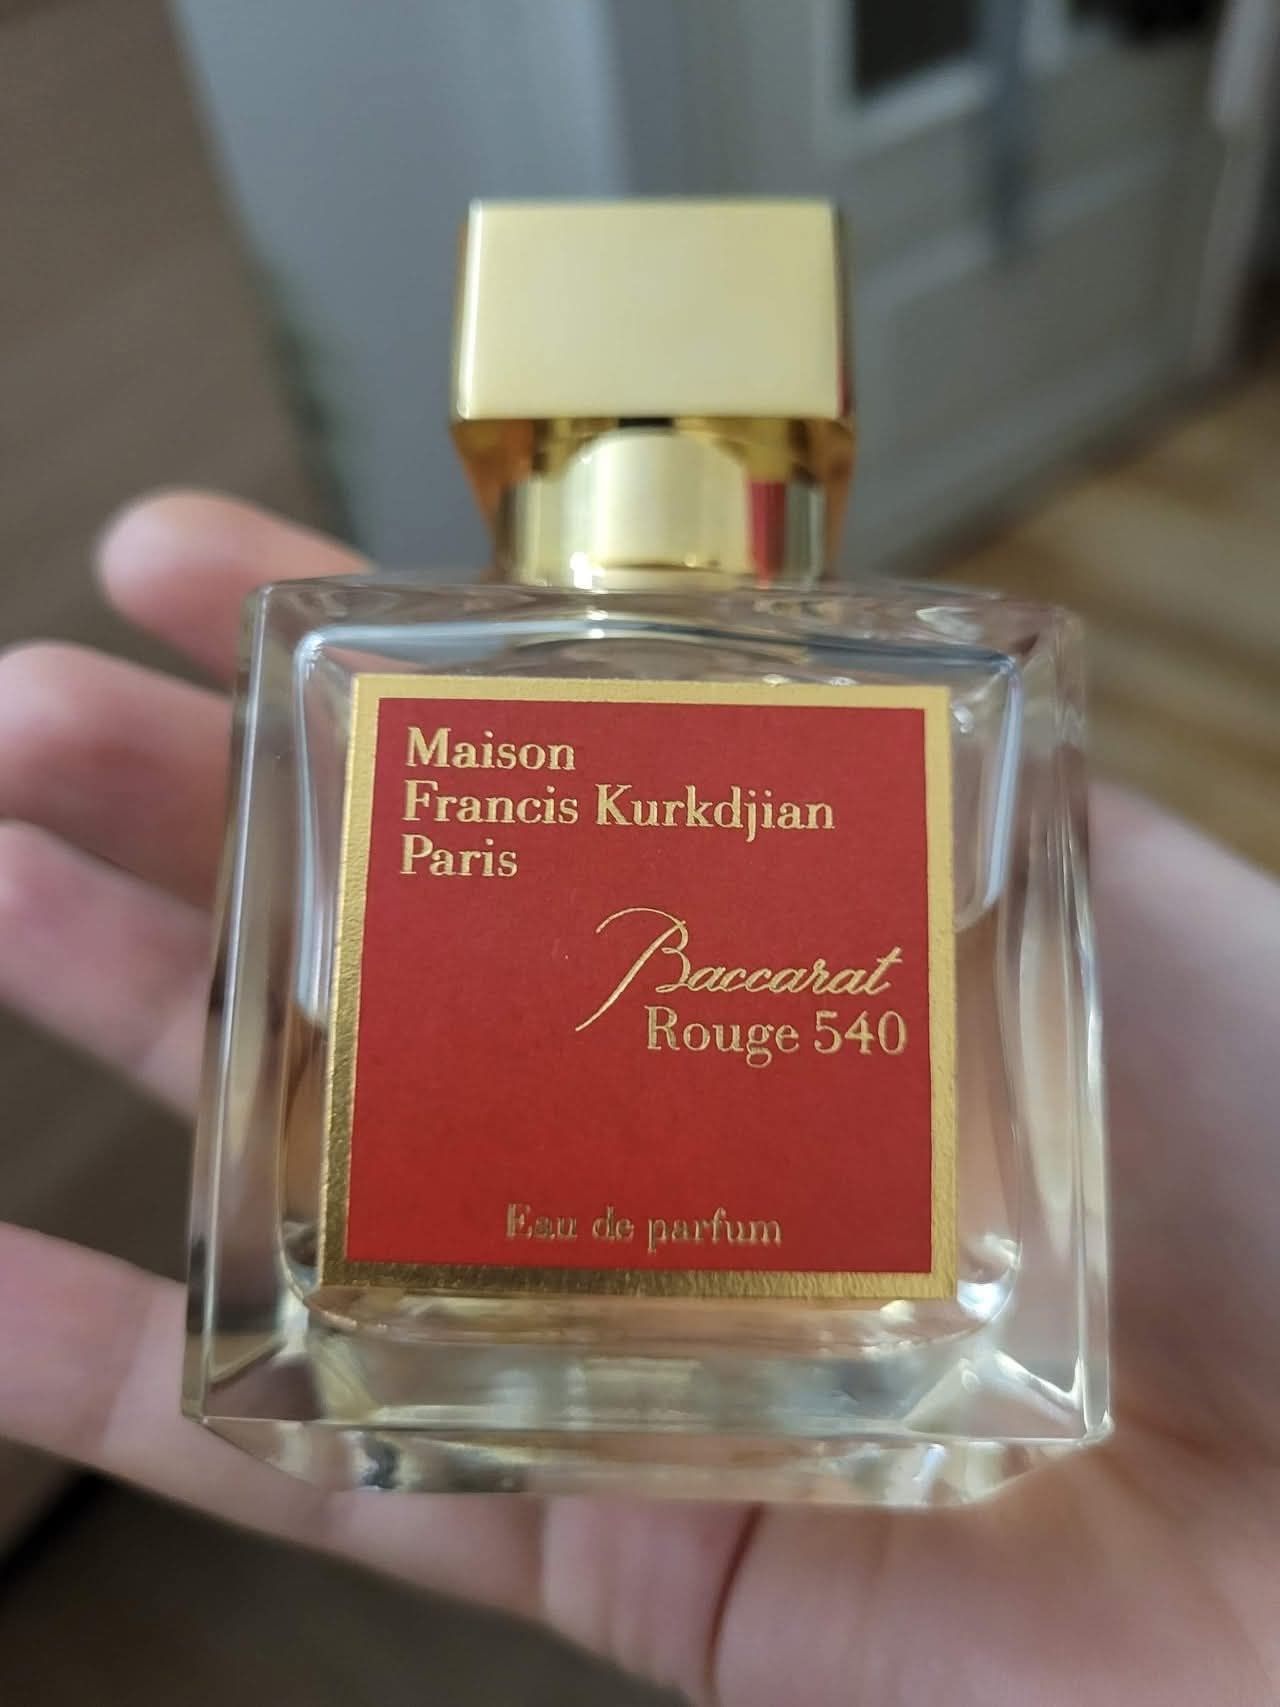 Maison
Francis Kurkdjian
Paris
Baccarat
Rouge 540
Eau de parfum